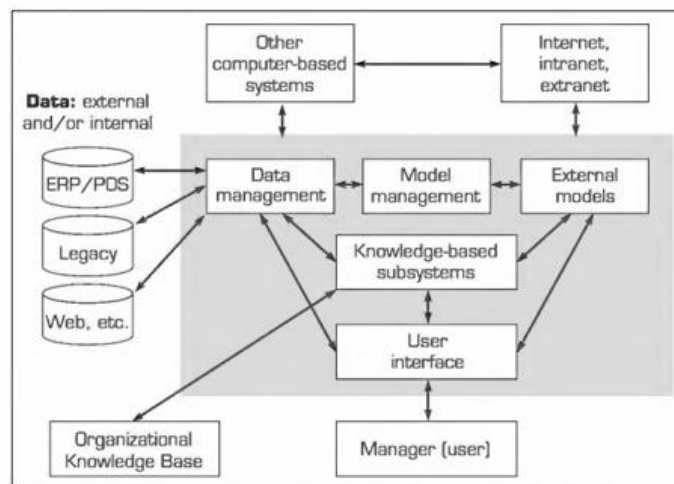 Other
computer-based
systems
Internet,
intranet,
extranet
Data: external
and/or internal
ERP/POS
Legacy
Web, etc.
Data
management
Model
management
External
models
Knowledge-based
subsystems
User
interface
Organizational
Knowledge Base
Manager (user)